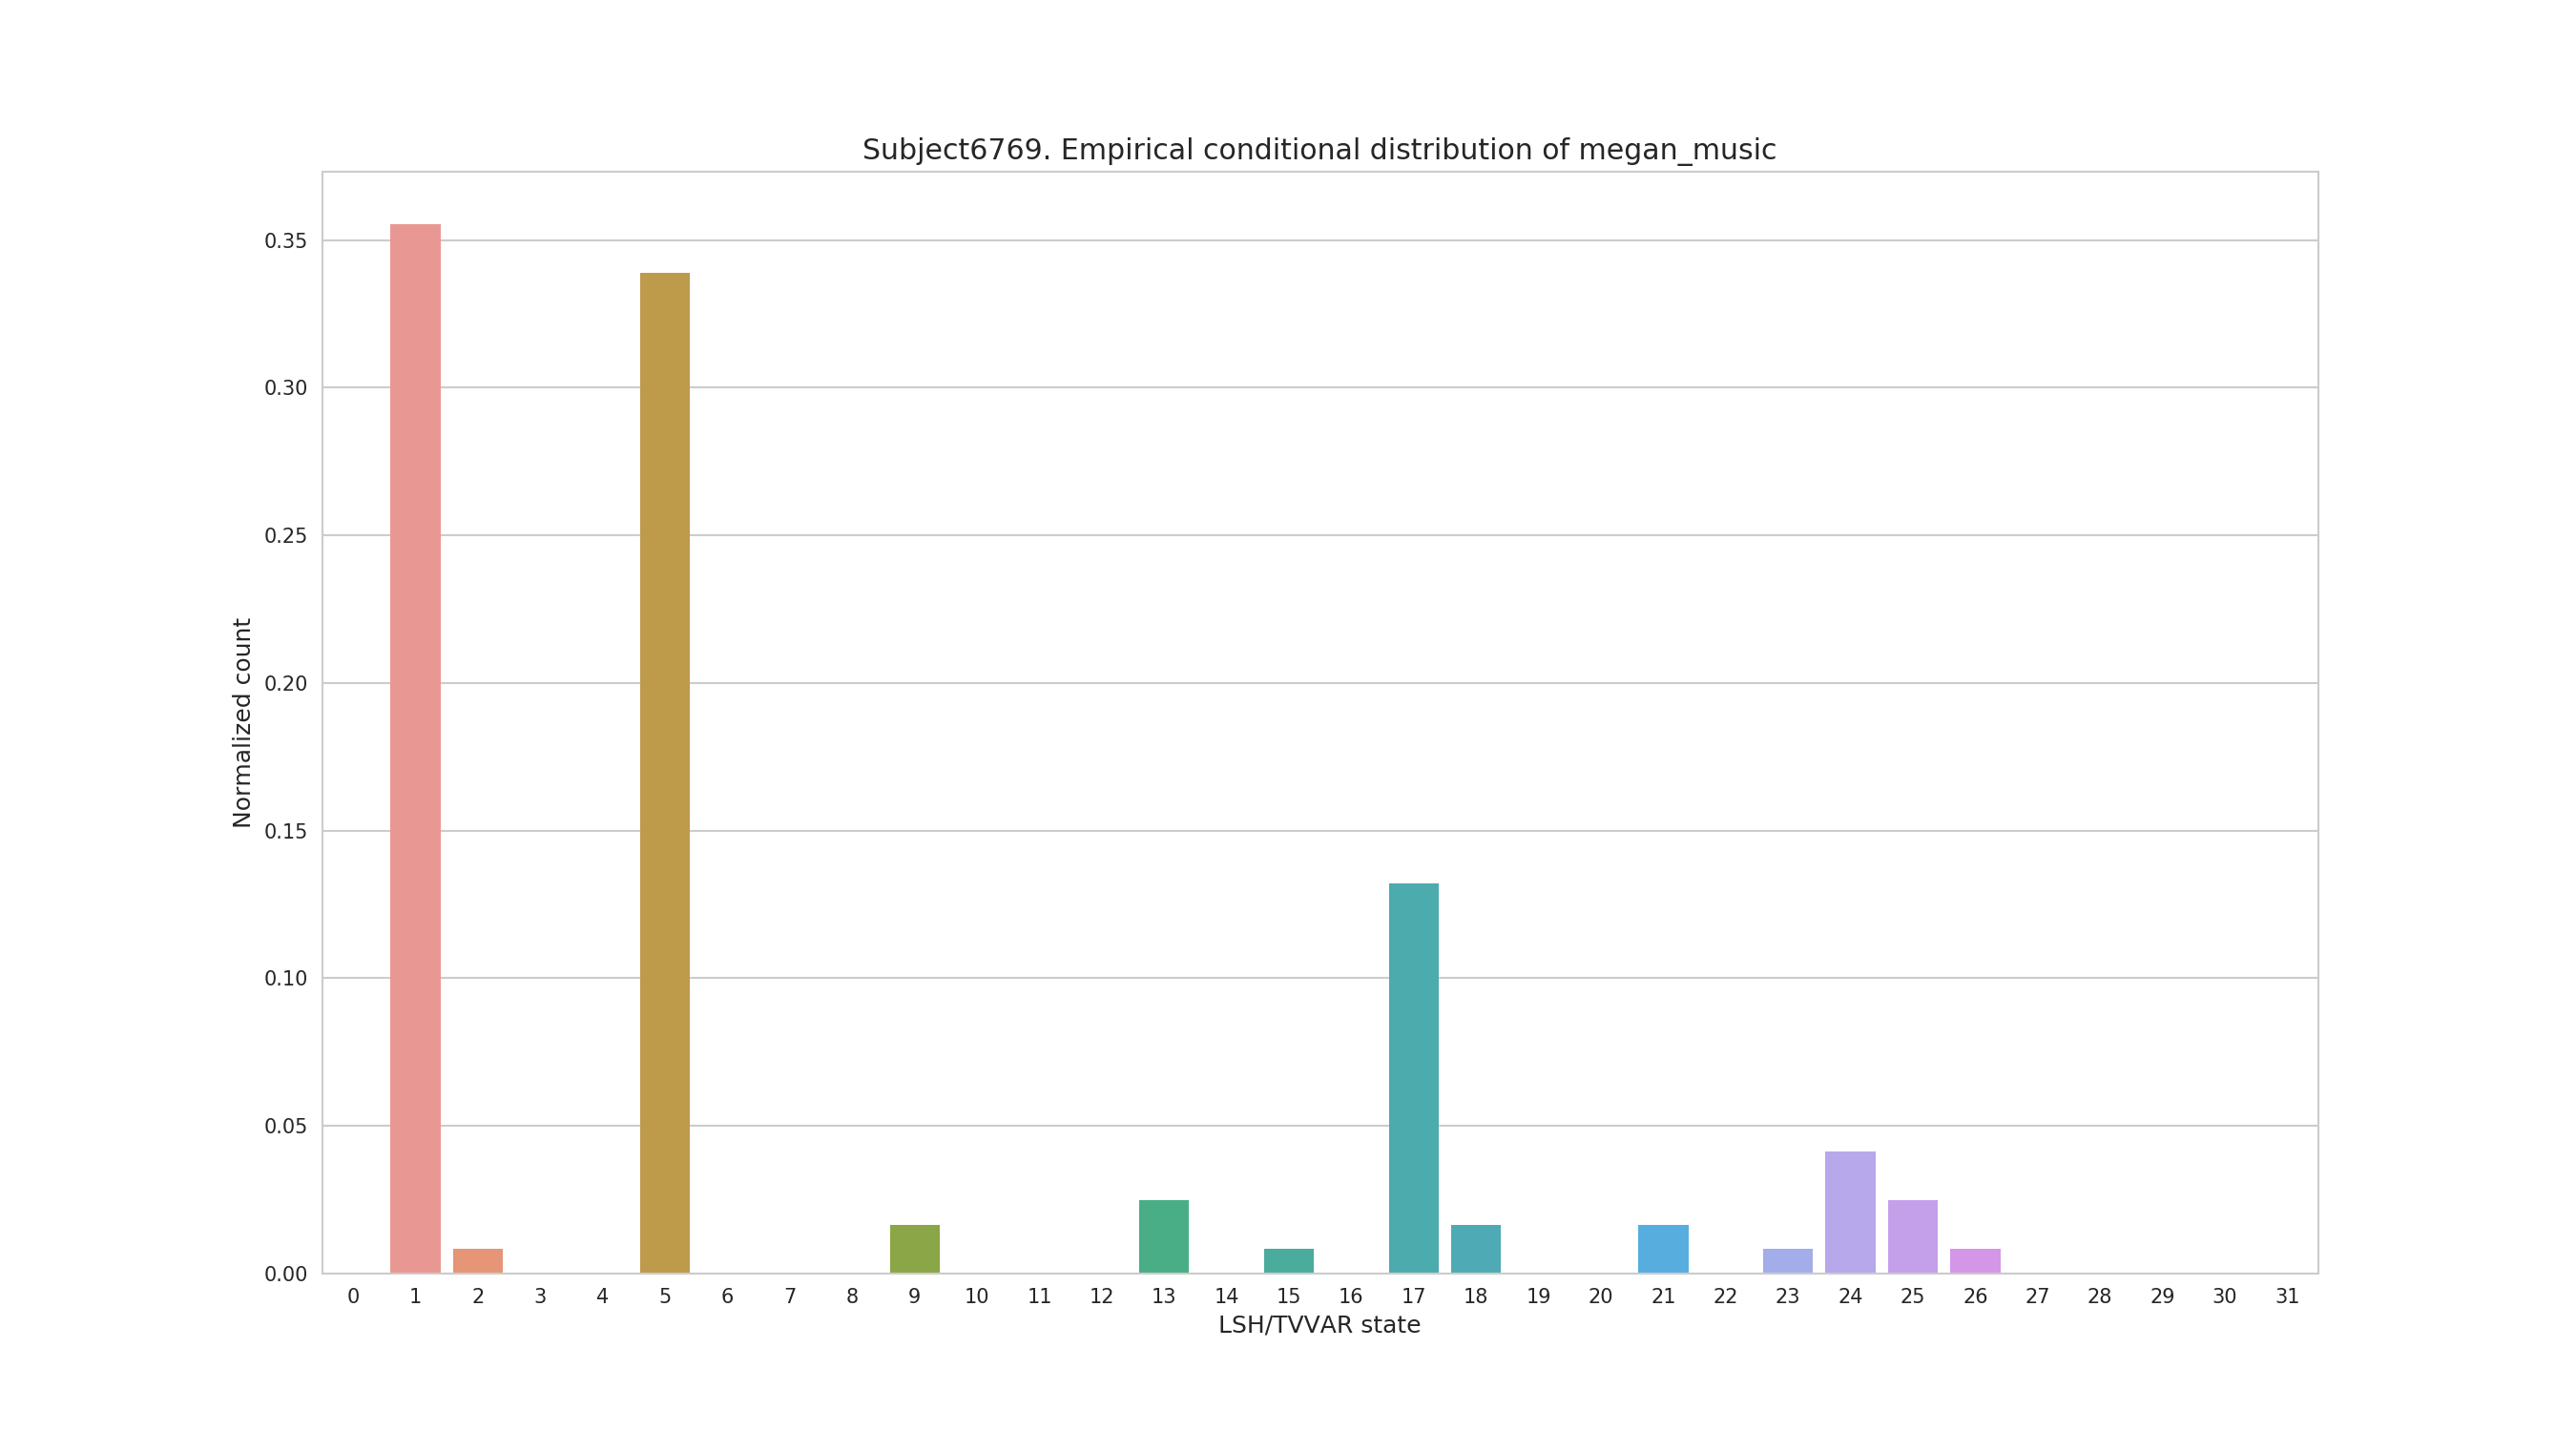 Subject6769. Empirical conditional distribution of megan_music
Normalized count
0.35
0.30
0.25
0.20
0.15
0.10
0.05
0.00
0 1 2 3 4 5 6 7 8 9 10 11 12 13 14 15 16 17 18 19 20 21 22 23 24 25 26 27 28 29 30 31
LSH/TVVAR state